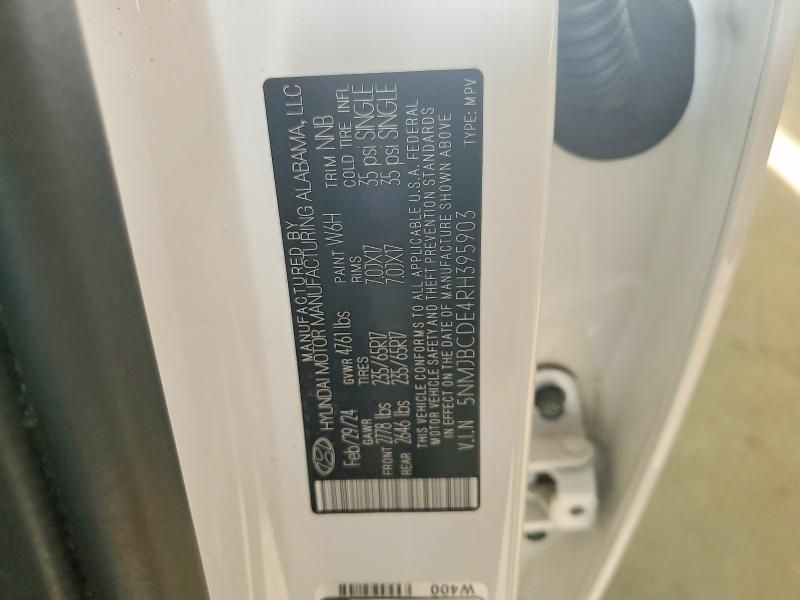 MANUFACTURED BY
HYUNDAI MOTOR MANUFACTURING ALABAMA, LLC
Feb/29/24 GVWR 4761 lbs PAINT W6H TRIM NNB
GAWR TIRES RIMS COLD TIRE INFL
FRONT 2778 lbs 235/65R17 7.0JX17 35 psi SINGLE
REAR 2646 lbs 235/65R17 7.0JX17 35 psi SINGLE
THIS VEHICLE CONFORMS TO ALL APPLICABLE U.S.A. FEDERAL
MOTOR VEHICLE SAFETY AND THEFT PREVENTION STANDARDS
IN EFFECT ON THE DATE OF MANUFACTURE SHOWN ABOVE
V.I.N 5NMJBCDE4RH395903 TYPE: MPV
W400